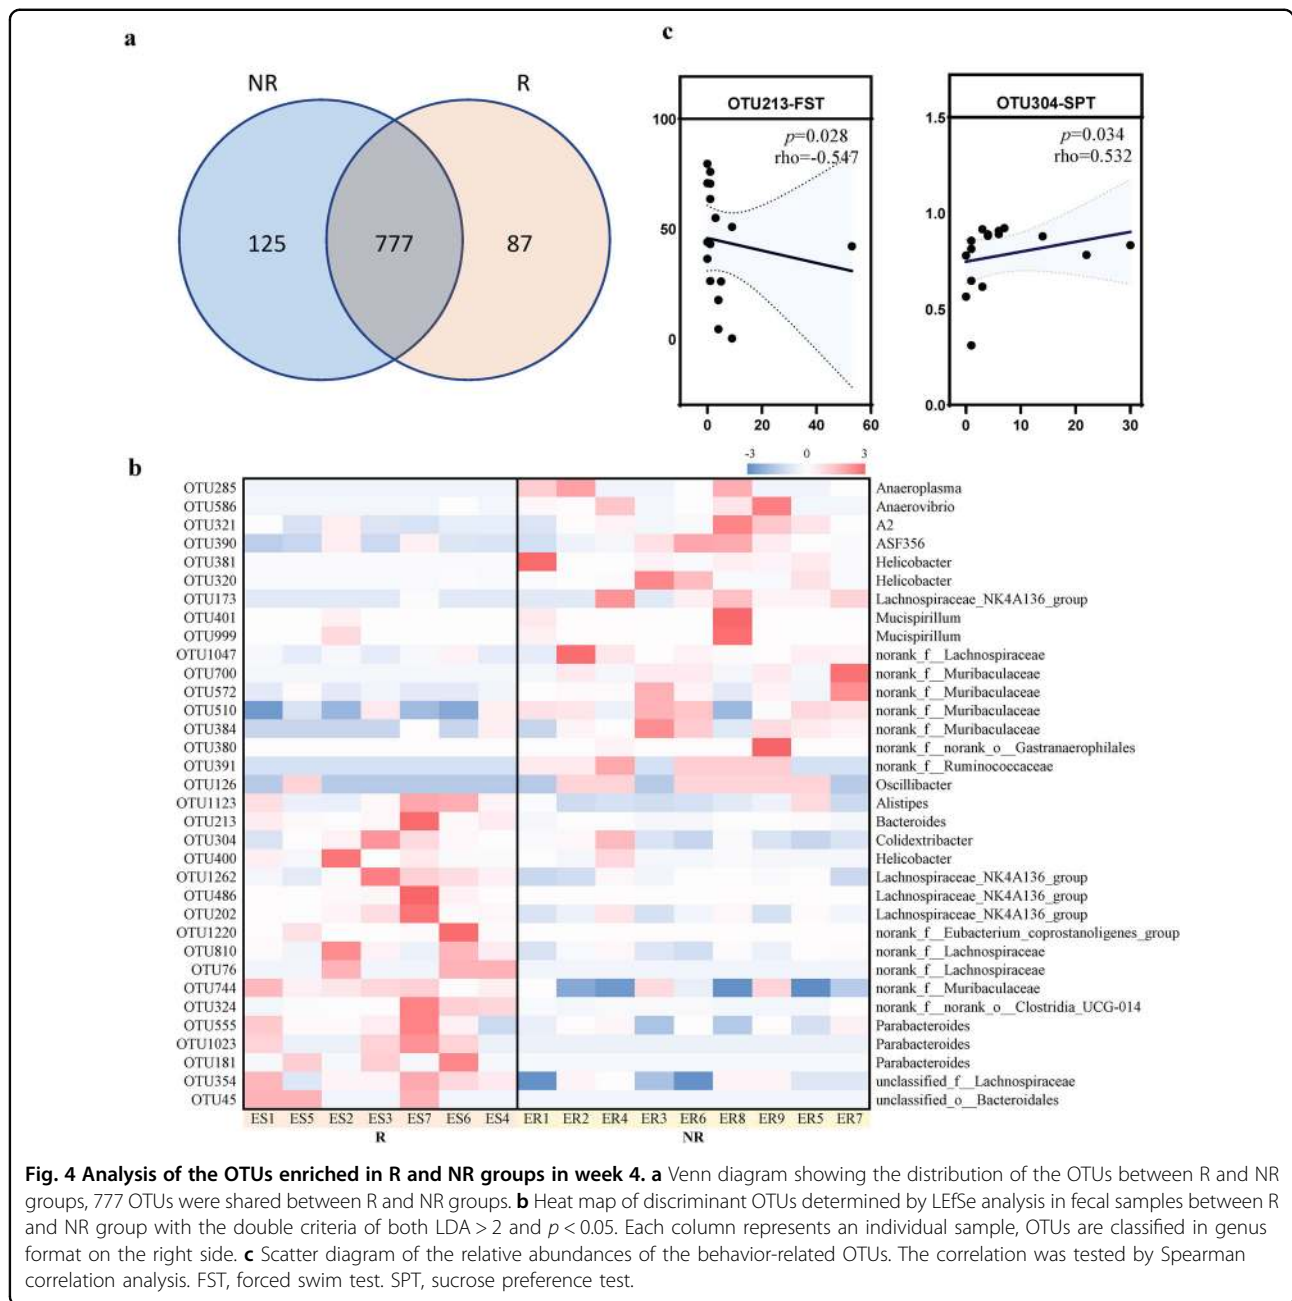 a
NR
R
125
777
87
c
OTU213-FST
p=0.028
rho=-0.547
100
50
0
0
20
40
60
OTU304-SPT
p=0.034
rho=0.532
1.5
1.0
0.5
0.0
0
10
20
30
b
-3
0
3
OTU285 Anaeroplasma
OTU586 Anaerovibrio
OTU321 A2
OTU390 ASF356
OTU381 Helicobacter
OTU320 Helicobacter
OTU173 Lachnospiraceae_NK4A136_group
OTU401 Mucispirillum
OTU999 Mucispirillum
OTU1047 norank_f__Lachnospiraceae
OTU700 norank_f__Muribaculaceae
OTU572 norank_f__Muribaculaceae
OTU510 norank_f__Muribaculaceae
OTU384 norank_f__Muribaculaceae
OTU380 norank_f__norank_o__Gastranaerophilales
OTU391 norank_f__Ruminococcaceae
OTU126 Oscillibacter
OTU1123 Alistipes
OTU213 Bacteroides
OTU304 Colidextribacter
OTU400 Helicobacter
OTU1262 Lachnospiraceae_NK4A136_group
OTU486 Lachnospiraceae_NK4A136_group
OTU202 Lachnospiraceae_NK4A136_group
OTU1220 norank_f__Eubacterium_coprostanoligenes_group
OTU810 norank_f__Lachnospiraceae
OTU76 norank_f__Lachnospiraceae
OTU744 norank_f__Muribaculaceae
OTU324 norank_f__norank_o__Clostridia_UCG-014
OTU555 Parabacteroides
OTU1023 Parabacteroides
OTU181 Parabacteroides
OTU354 unclassified_f__Lachnospiraceae
OTU45 unclassified_o__Bacteroidales
ES1 ES5 ES2 ES3 ES7 ES6 ES4 ER1 ER2 ER4 ER3 ER6 ER8 ER9 ER5 ER7
R NR
Fig. 4 Analysis of the OTUs enriched in R and NR groups in week 4. a Venn diagram showing the distribution of the OTUs between R and NR
groups, 777 OTUs were shared between R and NR groups. b Heat map of discriminant OTUs determined by LEfSe analysis in fecal samples between R
and NR group with the double criteria of both LDA > 2 and p < 0.05. Each column represents an individual sample, OTUs are classified in genus
format on the right side. c Scatter diagram of the relative abundances of the behavior-related OTUs. The correlation was tested by Spearman
correlation analysis. FST, forced swim test. SPT, sucrose preference test.